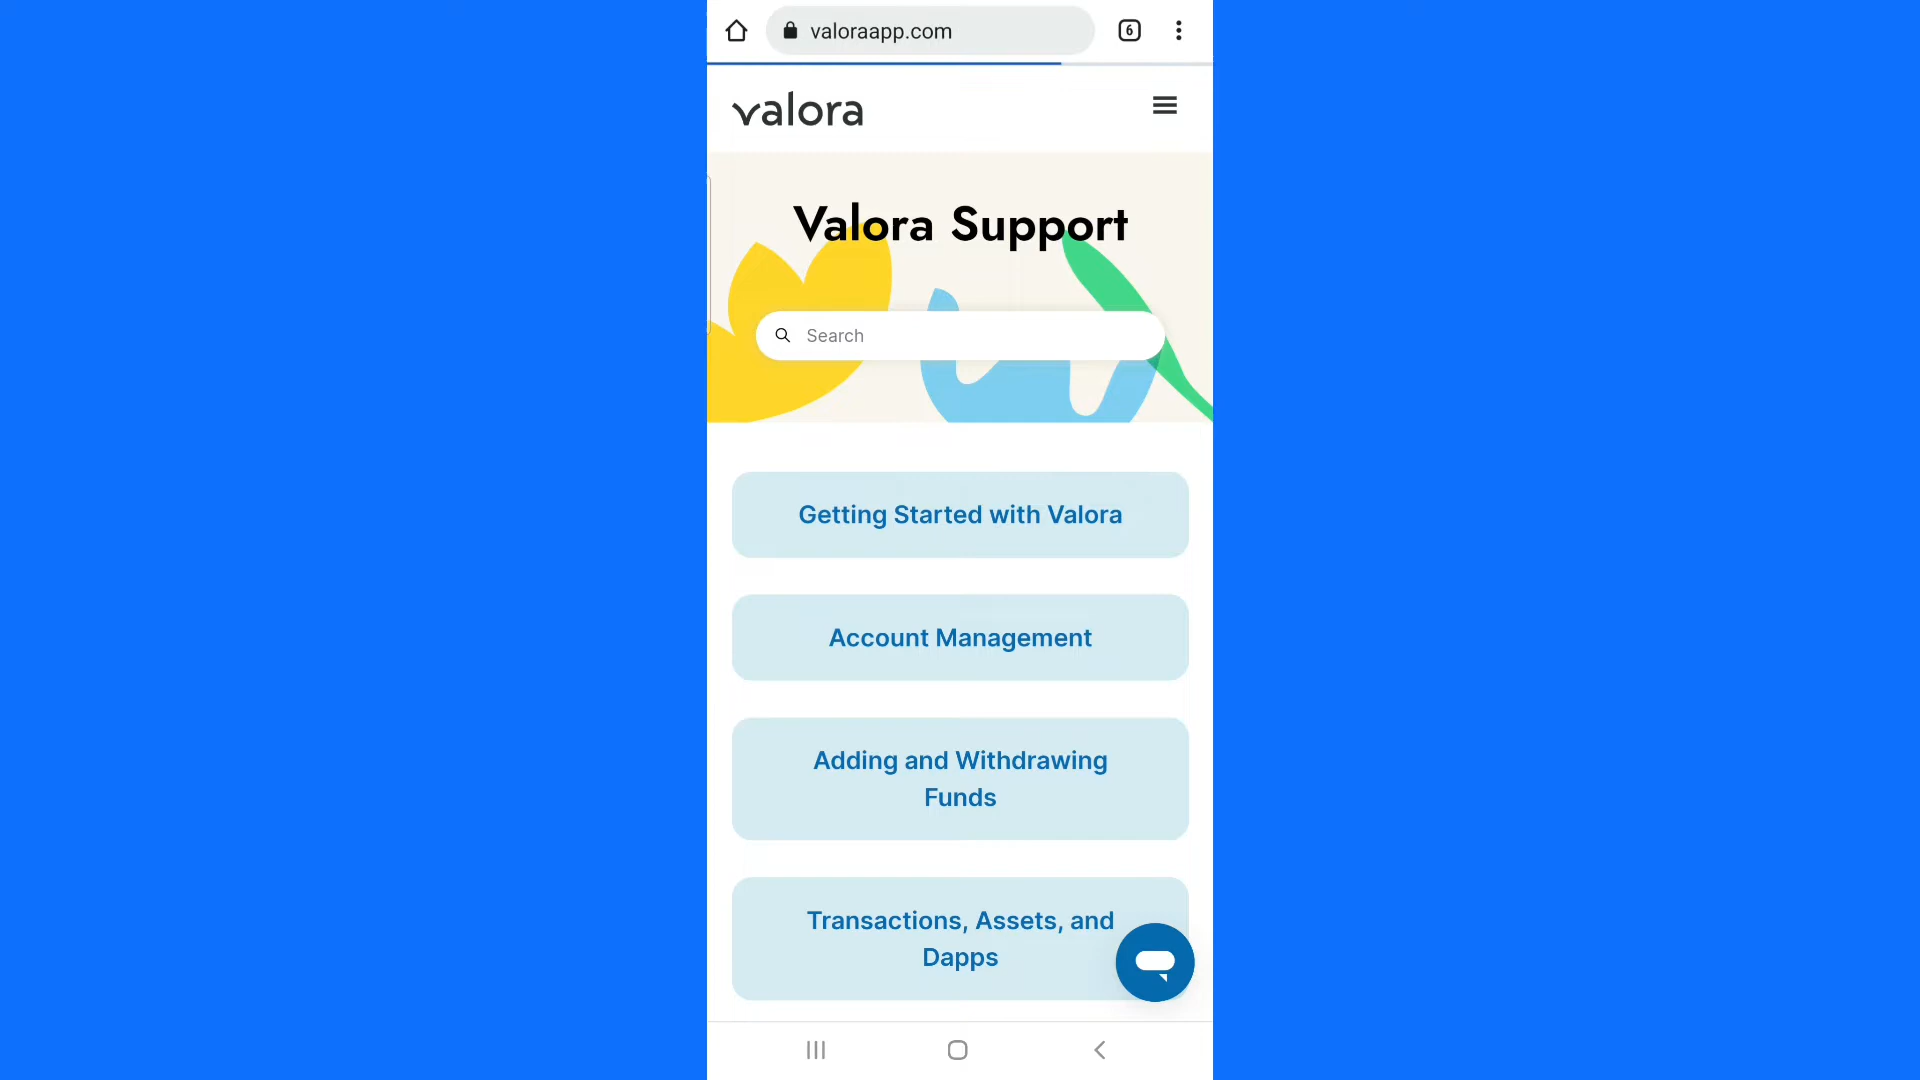 valoraapp.com
6
valora
Valora Support
Search
Getting Started with Valora
Account Management
Adding and Withdrawing
Funds
Transactions, Assets, and
Dapps